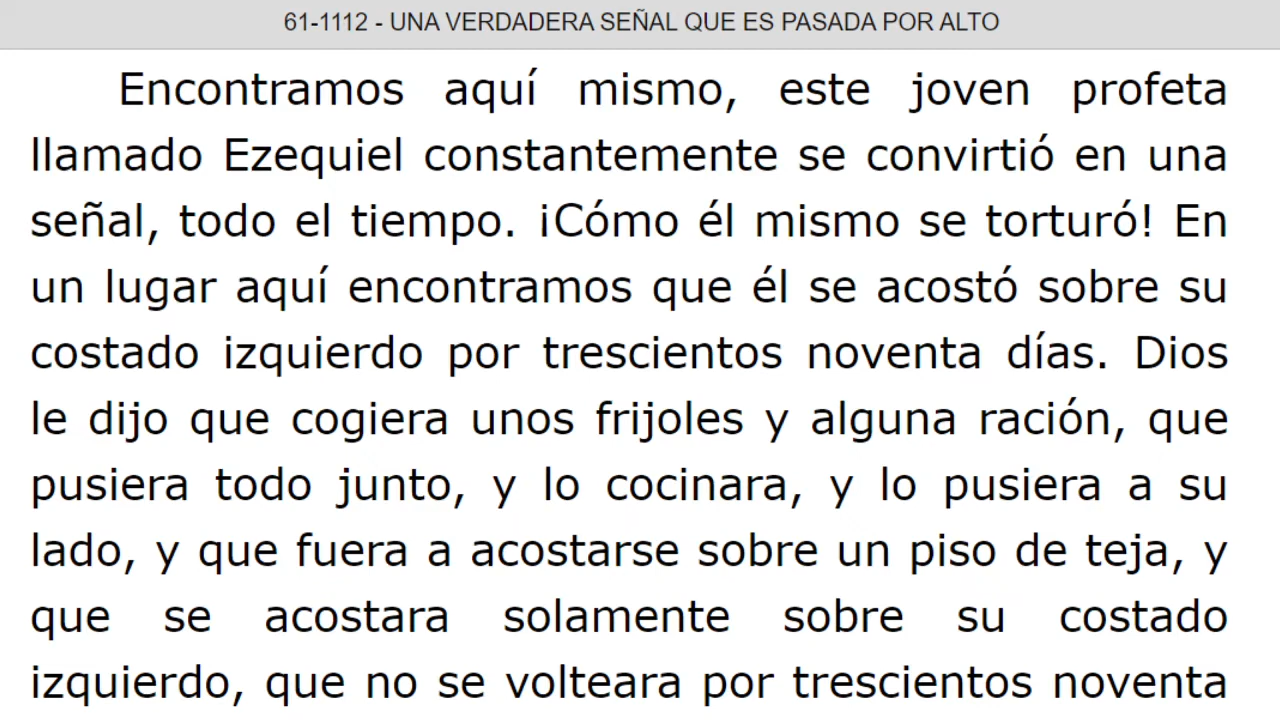 61-1112 - UNA VERDADERA SEÑAL QUE ES PASADA POR ALTO
Encontramos aquí mismo, este joven profeta
llamado Ezequiel constantemente se convirtió en una
señal, todo el tiempo. ¡Cómo él mismo se torturó! En
un lugar aquí encontramos que él se acostó sobre su
costado izquierdo por trescientos noventa días. Dios
le dijo que cogiera unos frijoles y alguna ración, que
pusiera todo junto, y lo cocinara, y lo pusiera a su
lado, y que fuera a acostarse sobre un piso de teja, y
que se acostara solamente sobre su costado
izquierdo, que no se volteara por trescientos noventa